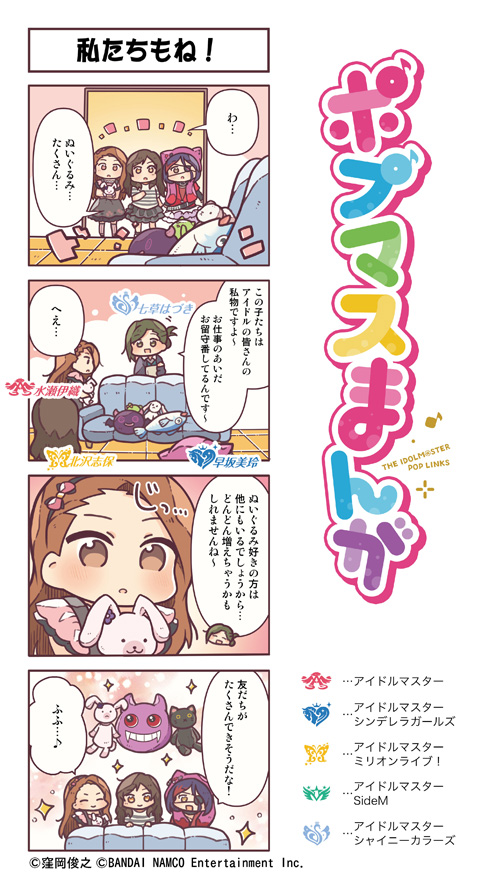 私たちもね！
わ…
ぬいぐるみ…
たくさん…
この子たちは
アイドルの皆さんの
私物ですよ〜
お仕事のあいだ
お留守番してるんです〜
へぇ…
七草はづき
水瀬伊織
北沢志保
早坂美玲
ぬいぐるみ好きの方は
他にもいるでしょうから…
どんどん増えちゃうかも
しれませんね〜
じっ…
友だちが
たくさんできそうだな！
ふふ…♪
ポプマスまんが
THE IDOLM@STER
POP LINKS
…アイドルマスター
…アイドルマスター
シンデレラガールズ
…アイドルマスター
ミリオンライブ！
…アイドルマスター
SideM
…アイドルマスター
シャイニーカラーズ
©窪岡俊之 ©BANDAI NAMCO Entertainment Inc.